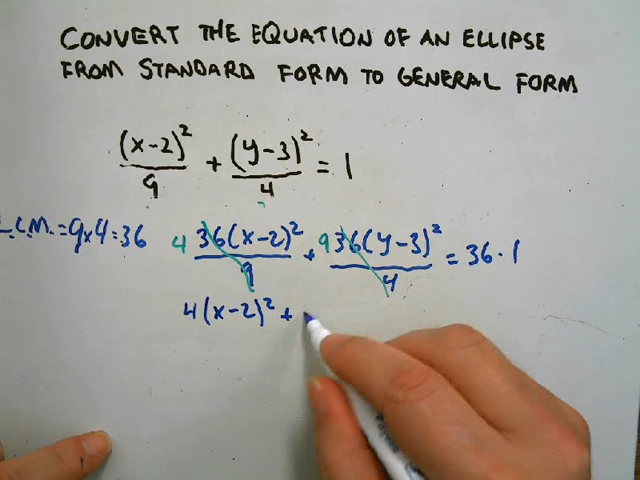 CONVERT THE EQUATION OF AN ELLIPSE
FROM STANDARD FORM TO GENERAL FORM
(x-2)²/9 + (y-3)²/4 = 1
L.C.M.=9x4=36 4 36(x-2)²/9 + 9 36(y-3)²/4 = 36·1
4(x-2)² +